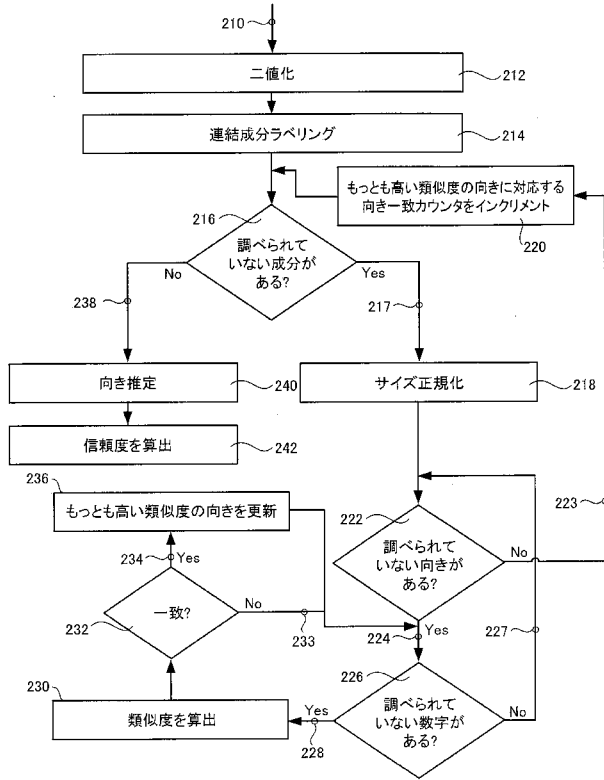 210
二値化
212
連結成分ラベリング
214
もっとも高い類似度の向きに対応する
向き一致カウンタをインクリメント
220
216
調べられて
いない成分が
ある?
No
Yes
238
217
向き推定
240
サイズ正規化
218
信頼度を算出
242
236
もっとも高い類似度の向きを更新
222
調べられて
いない向きが
ある?
No
223
234
Yes
一致?
No
232
233
224
Yes
227
226
調べられて
いない数字が
ある?
No
230
類似度を算出
Yes
228